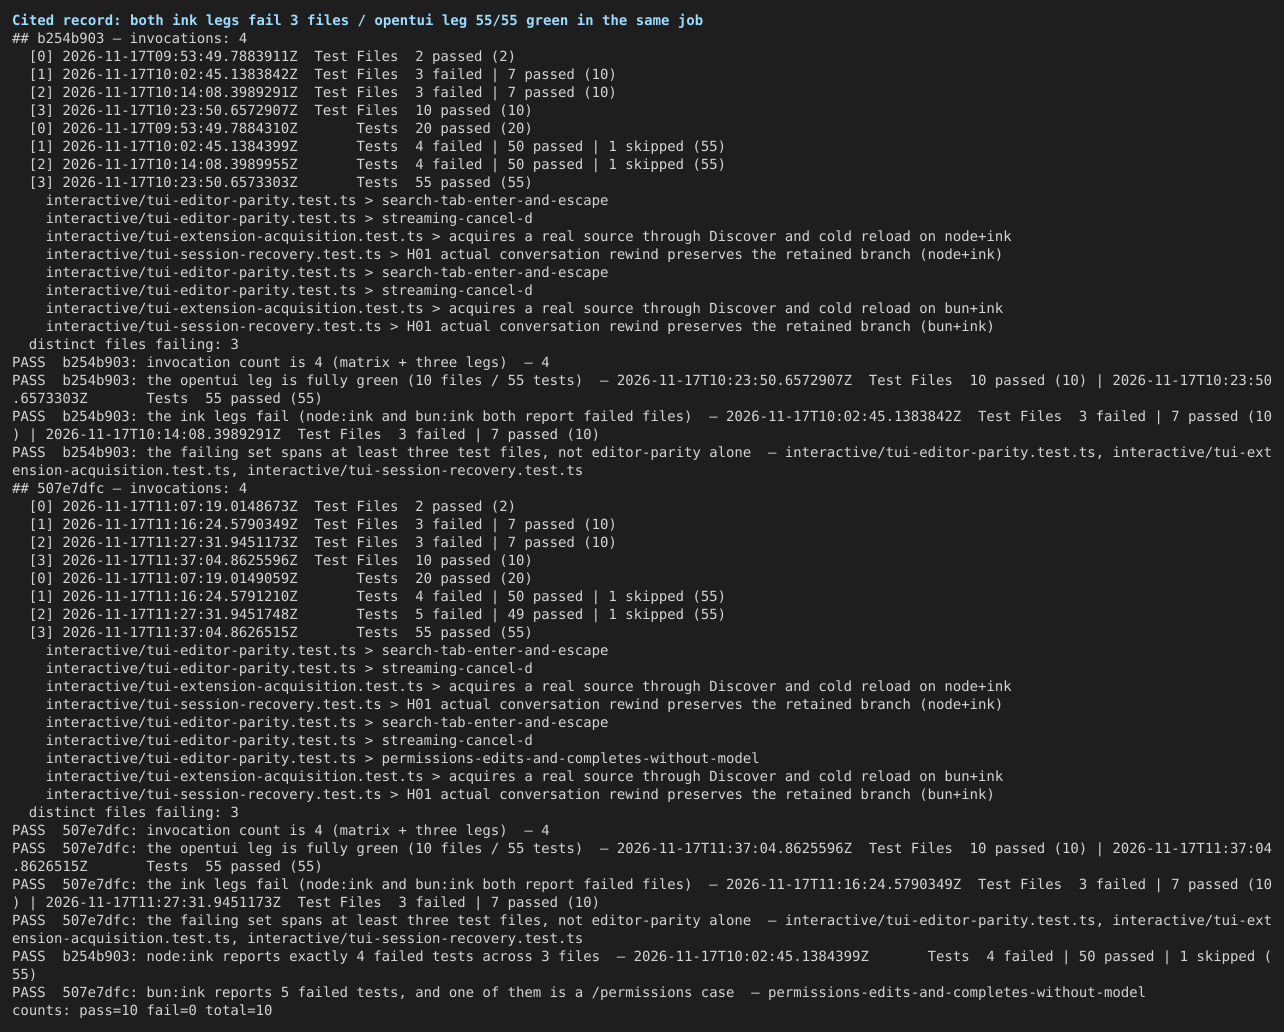 Cited record: both ink legs fail 3 files / opentui leg 55/55 green in the same job
## b254b903 — invocations: 4
  [0] 2026-11-17T09:53:49.7883911Z  Test Files  2 passed (2)
  [1] 2026-11-17T10:02:45.1383842Z  Test Files  3 failed | 7 passed (10)
  [2] 2026-11-17T10:14:08.3989291Z  Test Files  3 failed | 7 passed (10)
  [3] 2026-11-17T10:23:50.6572907Z  Test Files  10 passed (10)
  [0] 2026-11-17T09:53:49.7884310Z       Tests  20 passed (20)
  [1] 2026-11-17T10:02:45.1384399Z       Tests  4 failed | 50 passed | 1 skipped (55)
  [2] 2026-11-17T10:14:08.3989955Z       Tests  4 failed | 50 passed | 1 skipped (55)
  [3] 2026-11-17T10:23:50.6573303Z       Tests  55 passed (55)
    interactive/tui-editor-parity.test.ts > search-tab-enter-and-escape
    interactive/tui-editor-parity.test.ts > streaming-cancel-d
    interactive/tui-extension-acquisition.test.ts > acquires a real source through Discover and cold reload on node+ink
    interactive/tui-session-recovery.test.ts > H01 actual conversation rewind preserves the retained branch (node+ink)
    interactive/tui-editor-parity.test.ts > search-tab-enter-and-escape
    interactive/tui-editor-parity.test.ts > streaming-cancel-d
    interactive/tui-extension-acquisition.test.ts > acquires a real source through Discover and cold reload on bun+ink
    interactive/tui-session-recovery.test.ts > H01 actual conversation rewind preserves the retained branch (bun+ink)
  distinct files failing: 3
PASS  b254b903: invocation count is 4 (matrix + three legs)  — 4
PASS  b254b903: the opentui leg is fully green (10 files / 55 tests)  — 2026-11-17T10:23:50.6572907Z  Test Files  10 passed (10) | 2026-11-17T10:23:50
.6573303Z       Tests  55 passed (55)
PASS  b254b903: the ink legs fail (node:ink and bun:ink both report failed files)  — 2026-11-17T10:02:45.1383842Z  Test Files  3 failed | 7 passed (10
) | 2026-11-17T10:14:08.3989291Z  Test Files  3 failed | 7 passed (10)
PASS  b254b903: the failing set spans at least three test files, not editor-parity alone  — interactive/tui-editor-parity.test.ts, interactive/tui-ext
ension-acquisition.test.ts, interactive/tui-session-recovery.test.ts
## 507e7dfc — invocations: 4
  [0] 2026-11-17T11:07:19.0148673Z  Test Files  2 passed (2)
  [1] 2026-11-17T11:16:24.5790349Z  Test Files  3 failed | 7 passed (10)
  [2] 2026-11-17T11:27:31.9451173Z  Test Files  3 failed | 7 passed (10)
  [3] 2026-11-17T11:37:04.8625596Z  Test Files  10 passed (10)
  [0] 2026-11-17T11:07:19.0149059Z       Tests  20 passed (20)
  [1] 2026-11-17T11:16:24.5791210Z       Tests  4 failed | 50 passed | 1 skipped (55)
  [2] 2026-11-17T11:27:31.9451748Z       Tests  5 failed | 49 passed | 1 skipped (55)
  [3] 2026-11-17T11:37:04.8626515Z       Tests  55 passed (55)
    interactive/tui-editor-parity.test.ts > search-tab-enter-and-escape
    interactive/tui-editor-parity.test.ts > streaming-cancel-d
    interactive/tui-extension-acquisition.test.ts > acquires a real source through Discover and cold reload on node+ink
    interactive/tui-session-recovery.test.ts > H01 actual conversation rewind preserves the retained branch (node+ink)
    interactive/tui-editor-parity.test.ts > search-tab-enter-and-escape
    interactive/tui-editor-parity.test.ts > streaming-cancel-d
    interactive/tui-editor-parity.test.ts > permissions-edits-and-completes-without-model
    interactive/tui-extension-acquisition.test.ts > acquires a real source through Discover and cold reload on bun+ink
    interactive/tui-session-recovery.test.ts > H01 actual conversation rewind preserves the retained branch (bun+ink)
  distinct files failing: 3
PASS  507e7dfc: invocation count is 4 (matrix + three legs)  — 4
PASS  507e7dfc: the opentui leg is fully green (10 files / 55 tests)  — 2026-11-17T11:37:04.8625596Z  Test Files  10 passed (10) | 2026-11-17T11:37:04
.8626515Z       Tests  55 passed (55)
PASS  507e7dfc: the ink legs fail (node:ink and bun:ink both report failed files)  — 2026-11-17T11:16:24.5790349Z  Test Files  3 failed | 7 passed (10
) | 2026-11-17T11:27:31.9451173Z  Test Files  3 failed | 7 passed (10)
PASS  507e7dfc: the failing set spans at least three test files, not editor-parity alone  — interactive/tui-editor-parity.test.ts, interactive/tui-ext
ension-acquisition.test.ts, interactive/tui-session-recovery.test.ts
PASS  b254b903: node:ink reports exactly 4 failed tests across 3 files  — 2026-11-17T10:02:45.1384399Z       Tests  4 failed | 50 passed | 1 skipped (
55)
PASS  507e7dfc: bun:ink reports 5 failed tests, and one of them is a /permissions case  — permissions-edits-and-completes-without-model
counts: pass=10 fail=0 total=10